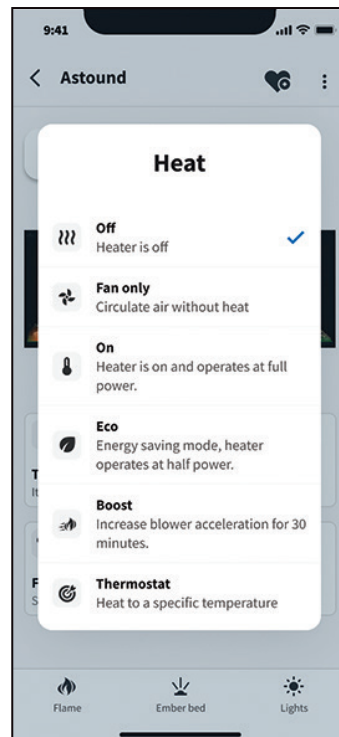 9:41
Astound
Heat
Off
Heater is off
Fan only
Circulate air without heat
On
Heater is on and operates at full
power.
Eco
Energy saving mode, heater
operates at half power.
Boost
Increase blower acceleration for 30
minutes.
Thermostat
Heat to a specific temperature
T
It
F
S
Flame
Ember bed
Lights